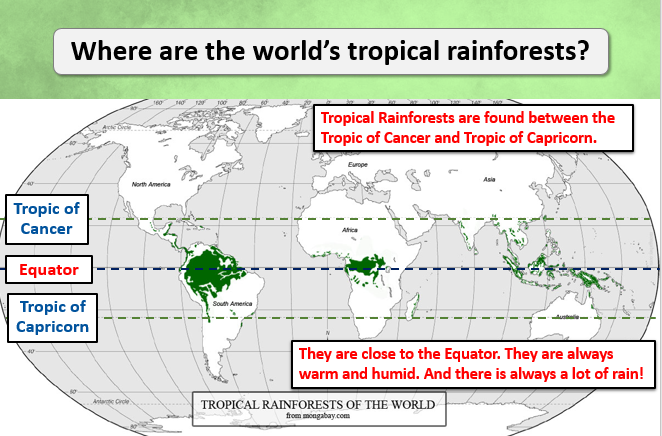 Where are the world's tropical rainforests?
Tropical Rainforests are found between the
Tropic of Cancer and Tropic of Capricorn.
Arctic Circle
Europe
Asia
North America
Tropic of
Cancer
Africa
Equator
Tropic of
Capricorn
South America
Australia
They are close to the Equator. They are always
warm and humid. And there is always a lot of rain!
Antarctic Circle
TROPICAL RAINFORESTS OF THE WORLD
from mongabay.com